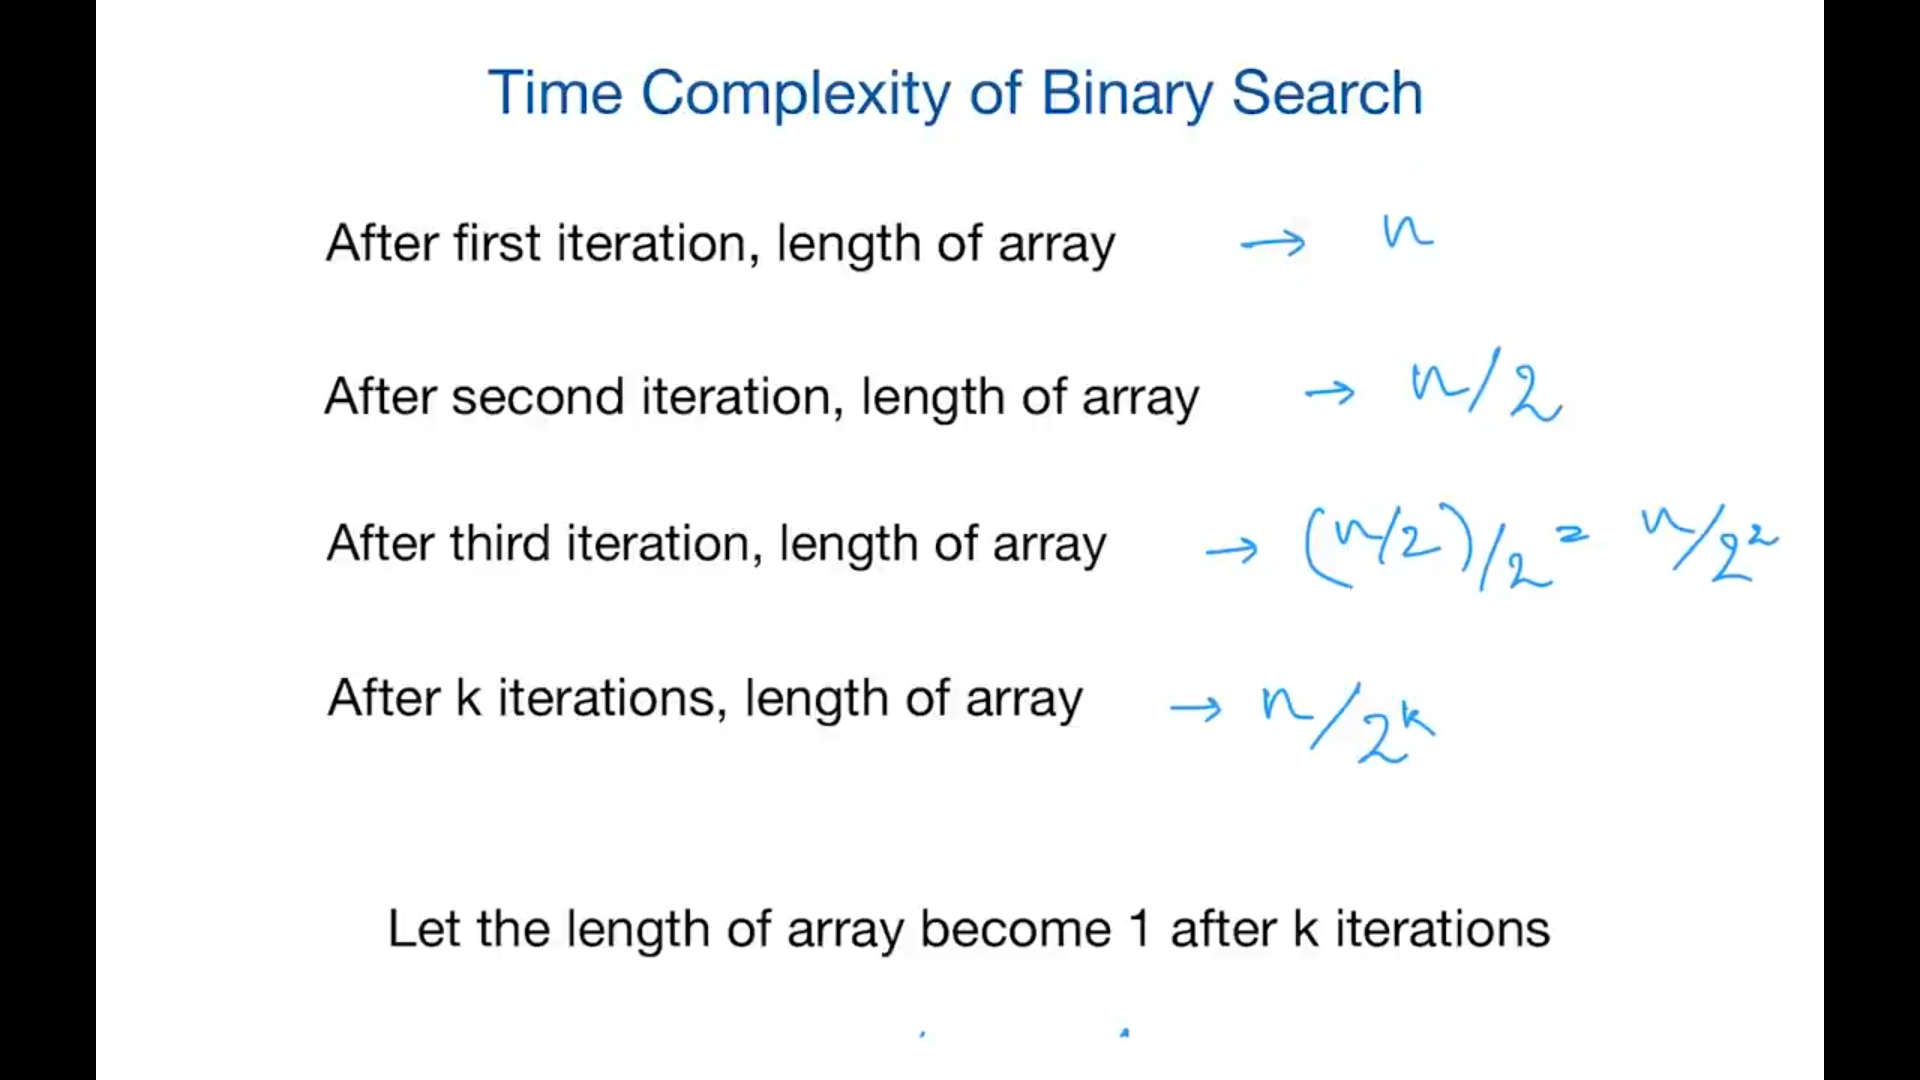 Time Complexity of Binary Search
After first iteration, length of array → n
After second iteration, length of array → n/2
After third iteration, length of array → (n/2)/2 = n/2²
After k iterations, length of array → n/2ᵏ
Let the length of array become 1 after k iterations